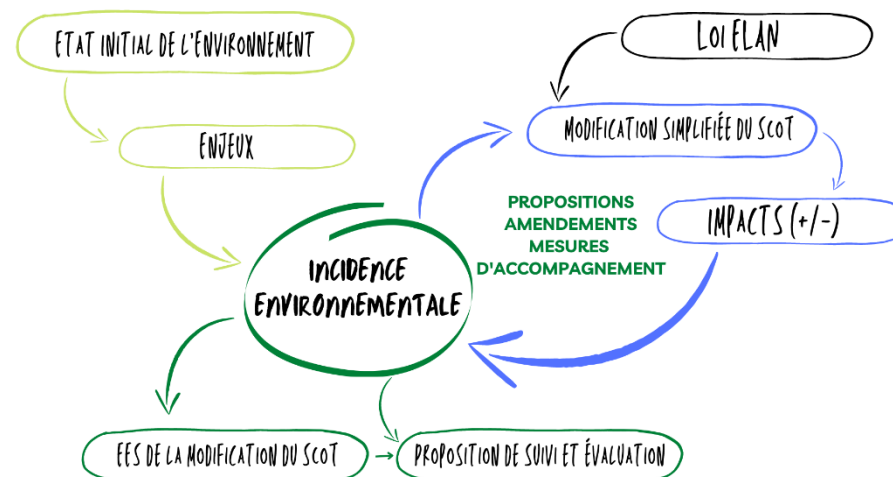 ETAT INITIAL DE L'ENVIRONNEMENT
LOI ELAN
MODIFICATION SIMPLIFIÉE DU SCOT
ENJEUX
PROPOSITIONS
AMENDEMENTS
MESURES
D'ACCOMPAGNEMENT
IMPACTS (+/-)
INCIDENCE
ENVIRONNEMENTALE
EES DE LA MODIFICATION DU SCOT
PROPOSITION DE SUIVI ET ÉVALUATION